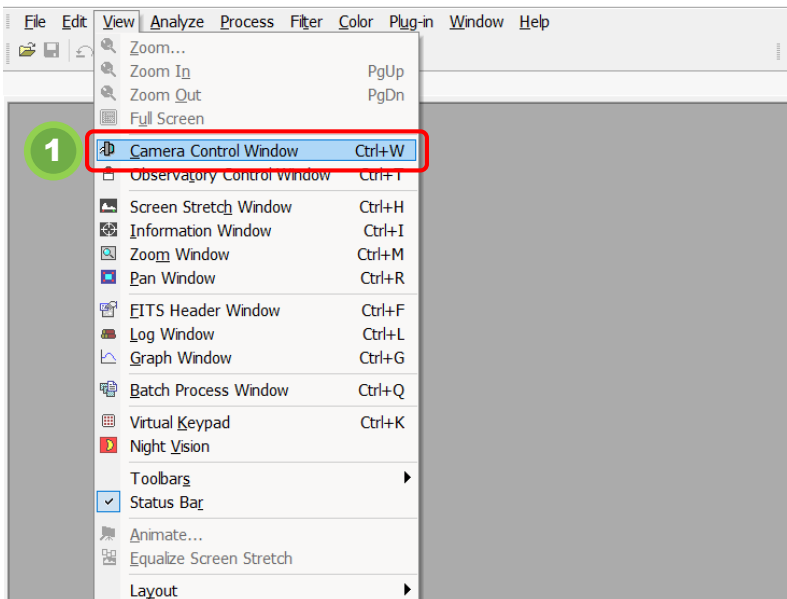 File Edit View Analyze Process Filter Color Plug-in Window Help
Zoom...
Zoom In PgUp
Zoom Out PgDn
Full Screen
1 Camera Control Window Ctrl+W
Observatory Control Window Ctrl+T
Screen Stretch Window Ctrl+H
Information Window Ctrl+I
Zoom Window Ctrl+M
Pan Window Ctrl+R
FITS Header Window Ctrl+F
Log Window Ctrl+L
Graph Window Ctrl+G
Batch Process Window Ctrl+Q
Virtual Keypad Ctrl+K
Night Vision
Toolbars
Status Bar
Animate...
Equalize Screen Stretch
Layout